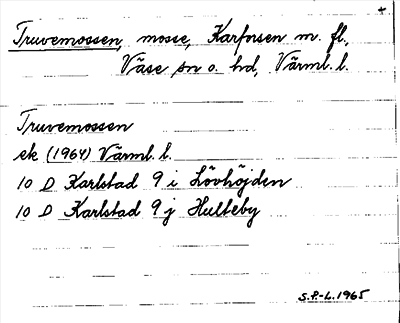 Truvemossen, mosse, Karforsen m. fl.,
Väse sn o. hd, Värml. l.
Truvemossen
ek (1964) Värml. l.
10 D Karlstad 9 i Lövhöjden
10 D Karlstad 9 j Hulteby
S.P.-L. 1965